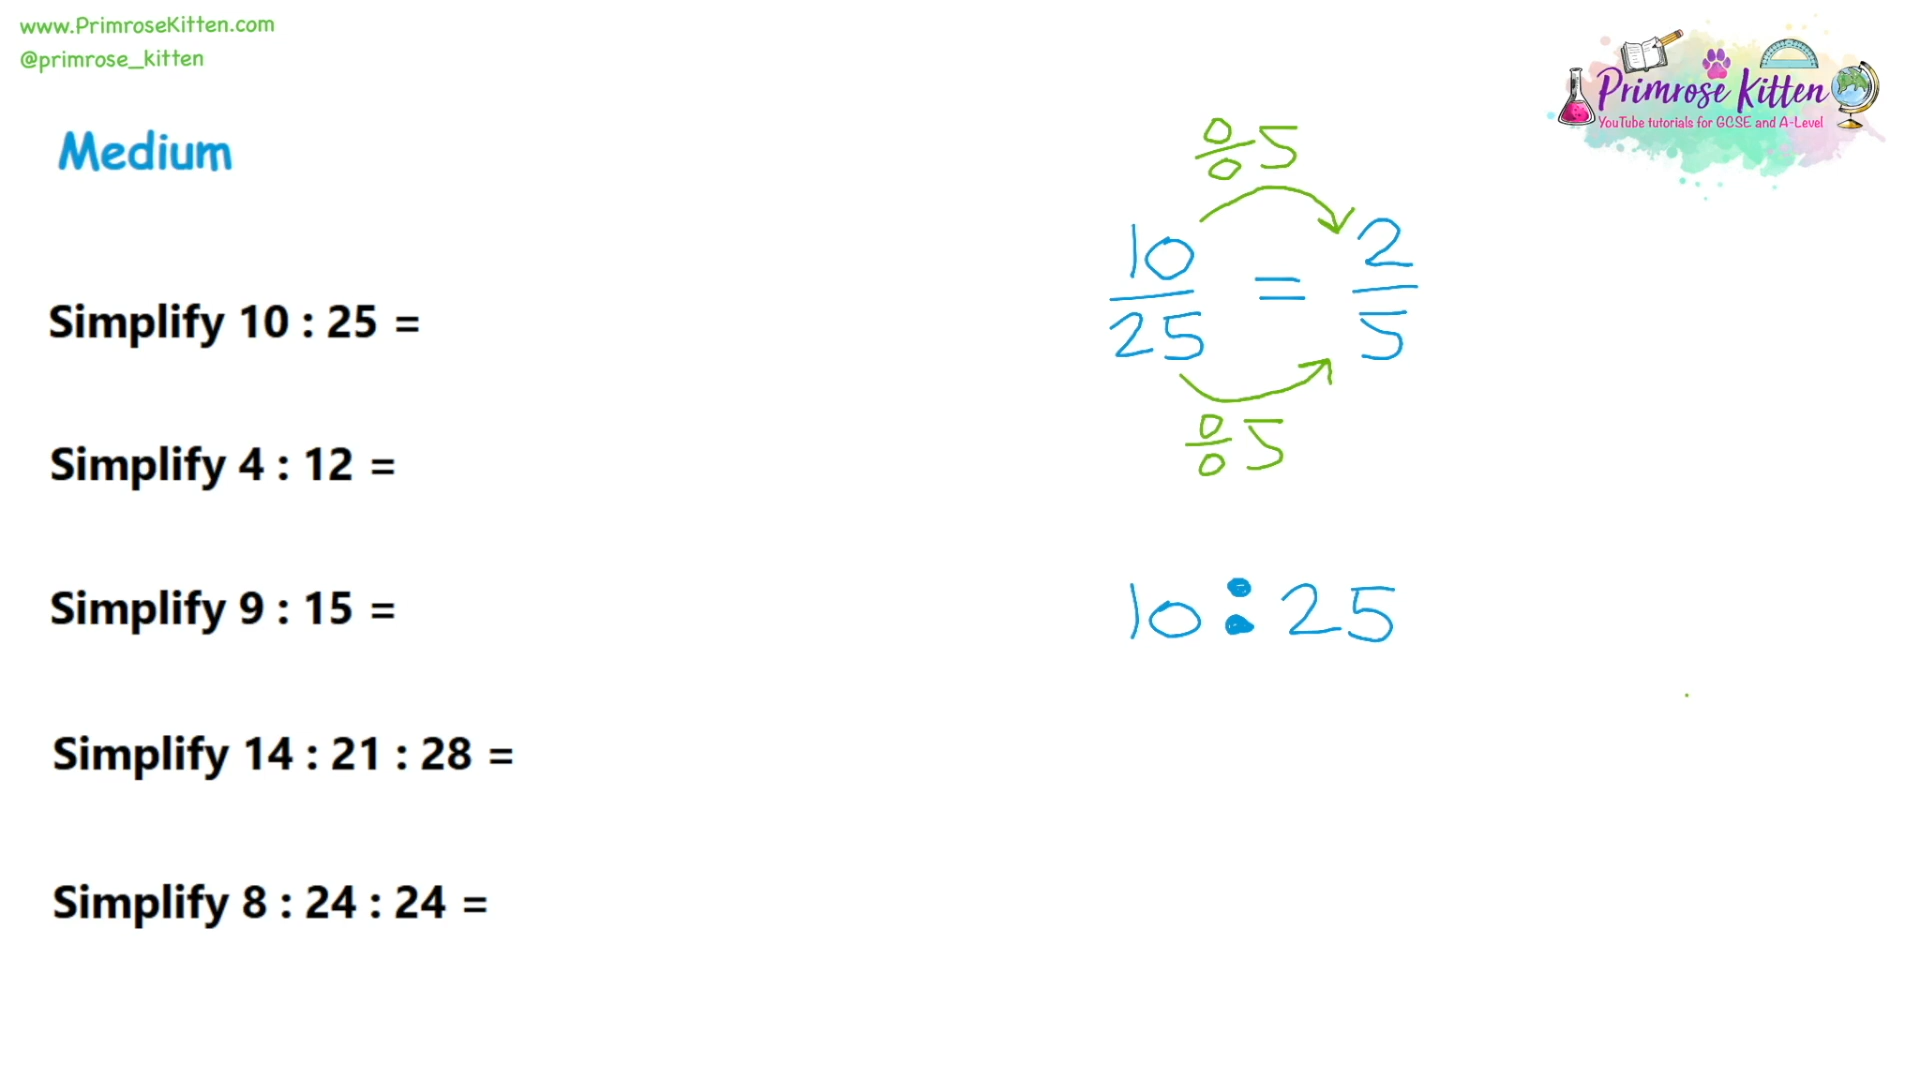 www.PrimroseKitten.com
@primrose_kitten
Primrose Kitten
YouTube tutorials for GCSE and A-Level
Medium
÷5
10/25 = 2/5
÷5
Simplify 10 : 25 =
Simplify 4 : 12 =
Simplify 9 : 15 =
10:25
Simplify 14 : 21 : 28 =
Simplify 8 : 24 : 24 =